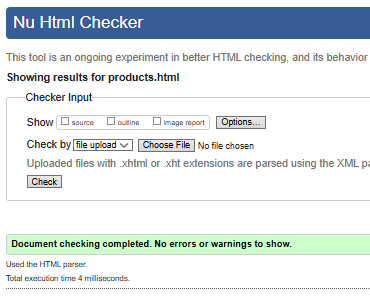 Nu Html Checker
This tool is an ongoing experiment in better HTML checking, and its behavior
Showing results for products.html
Checker Input
Show source outline image report Options...
Check by file upload Choose File No file chosen
Uploaded files with .xhtml or .xht extensions are parsed using the XML
Check
Document checking completed. No errors or warnings to show.
Used the HTML parser.
Total execution time 4 milliseconds.